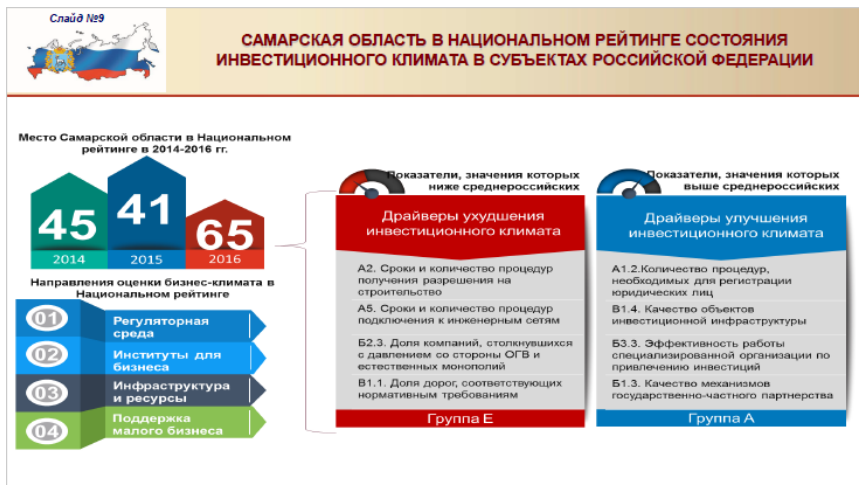 Слайд №9
САМАРСКАЯ ОБЛАСТЬ В НАЦИОНАЛЬНОМ РЕЙТИНГЕ СОСТОЯНИЯ
ИНВЕСТИЦИОННОГО КЛИМАТА В СУБЪЕКТАХ РОССИЙСКОЙ ФЕДЕРАЦИИ
Место Самарской области в Национальном
рейтинге в 2014-2016 гг.
45
41
65
2014
2015
2016
Направления оценки бизнес-климата в
Национальном рейтинге
01
Регуляторная
среда
02
Институты для
бизнеса
03
Инфраструктура
и ресурсы
04
Поддержка
малого бизнеса
Показатели, значения которых
ниже среднероссийских
Драйверы ухудшения
инвестиционного климата
А2. Сроки и количество процедур
получения разрешения на
строительство
А5. Сроки и количество процедур
подключения к инженерным сетям
Б2.3. Доля компаний, столкнувшихся
с давлением со стороны ОГВ и
естественных монополий
В1.1. Доля дорог, соответствующих
нормативным требованиям
Группа Е
Показатели, значения которых
выше среднероссийских
Драйверы улучшения
инвестиционного климата
А1.2.Количество процедур,
необходимых для регистрации
юридических лиц
В1.4. Качество объектов
инвестиционной инфраструктуры
Б3.3. Эффективность работы
специализированной организации по
привлечению инвестиций
Б1.3. Качество механизмов
государственно-частного партнерства
Группа А